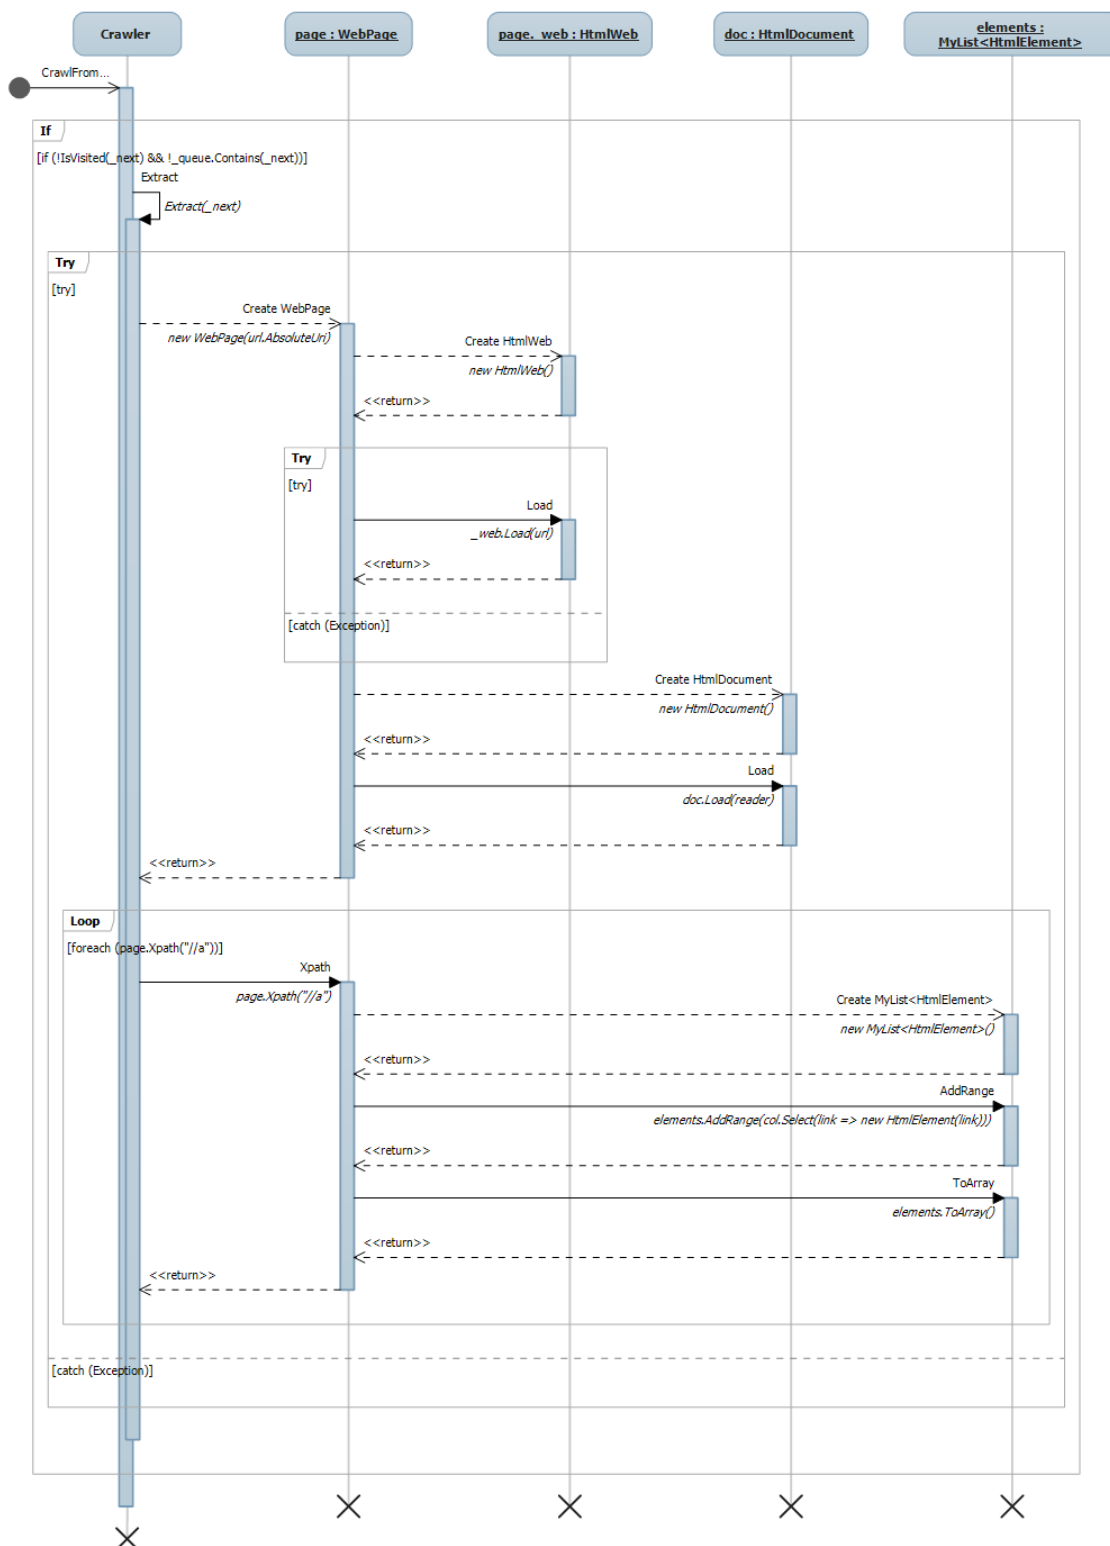 Crawler
page : WebPage
page._web : HtmlWeb
doc : HtmlDocument
elements :
MyList<HtmlElement>
CrawlFrom...
If
[if (!IsVisited(_next) && !_queue.Contains(_next))]
Extract
Extract(_next)
Try
[try]
Create WebPage
new WebPage(url.AbsoluteUri)
Create HtmlWeb
new HtmlWeb()
<<return>>
Try
[try]
Load
_web.Load(url)
<<return>>
[catch (Exception)]
Create HtmlDocument
new HtmlDocument()
<<return>>
Load
doc.Load(reader)
<<return>>
<<return>>
Loop
[foreach (page.Xpath("//a"))]
Xpath
page.Xpath("//a")
Create MyList<HtmlElement>
new MyList<HtmlElement>()
<<return>>
AddRange
elements.AddRange(col.Select(link => new HtmlElement(link)))
<<return>>
ToArray
elements.ToArray()
<<return>>
<<return>>
[catch (Exception)]